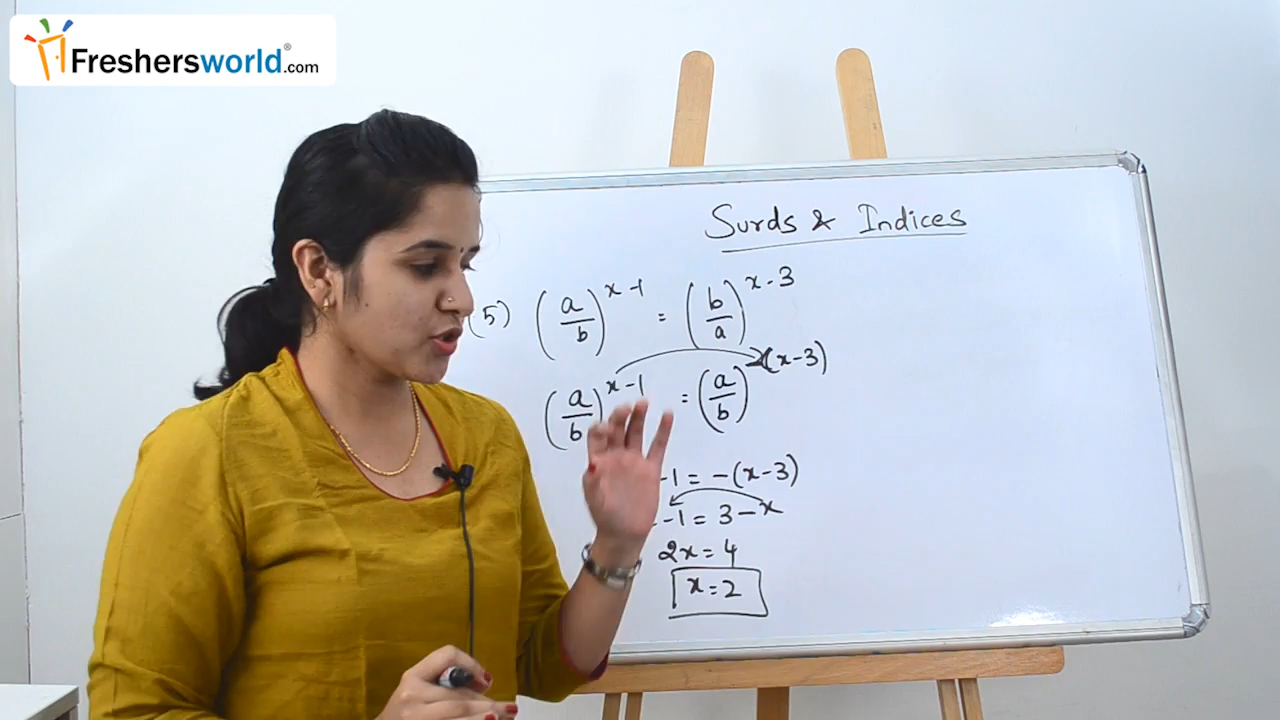 Freshersworld.com®
Surds & Indices
(5) (a/b)^x-1 = (b/a)^x-3
(a/b)^x-1 = (a/b)^-(x-3)
-1 = -(x-3)
-1 = 3-x
2x = 4
x = 2